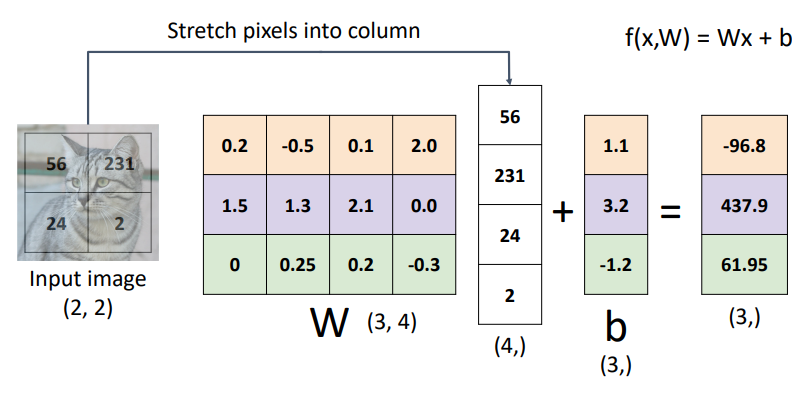 Stretch pixels into column
f(x,W) = Wx + b
56 231
24 2
Input image
(2, 2)
0.2 -0.5 0.1 2.0
1.5 1.3 2.1 0.0
0 0.25 0.2 -0.3
W (3, 4)
56
231
24
2
(4,)
+
1.1
3.2
-1.2
b
(3,)
=
-96.8
437.9
61.95
(3,)